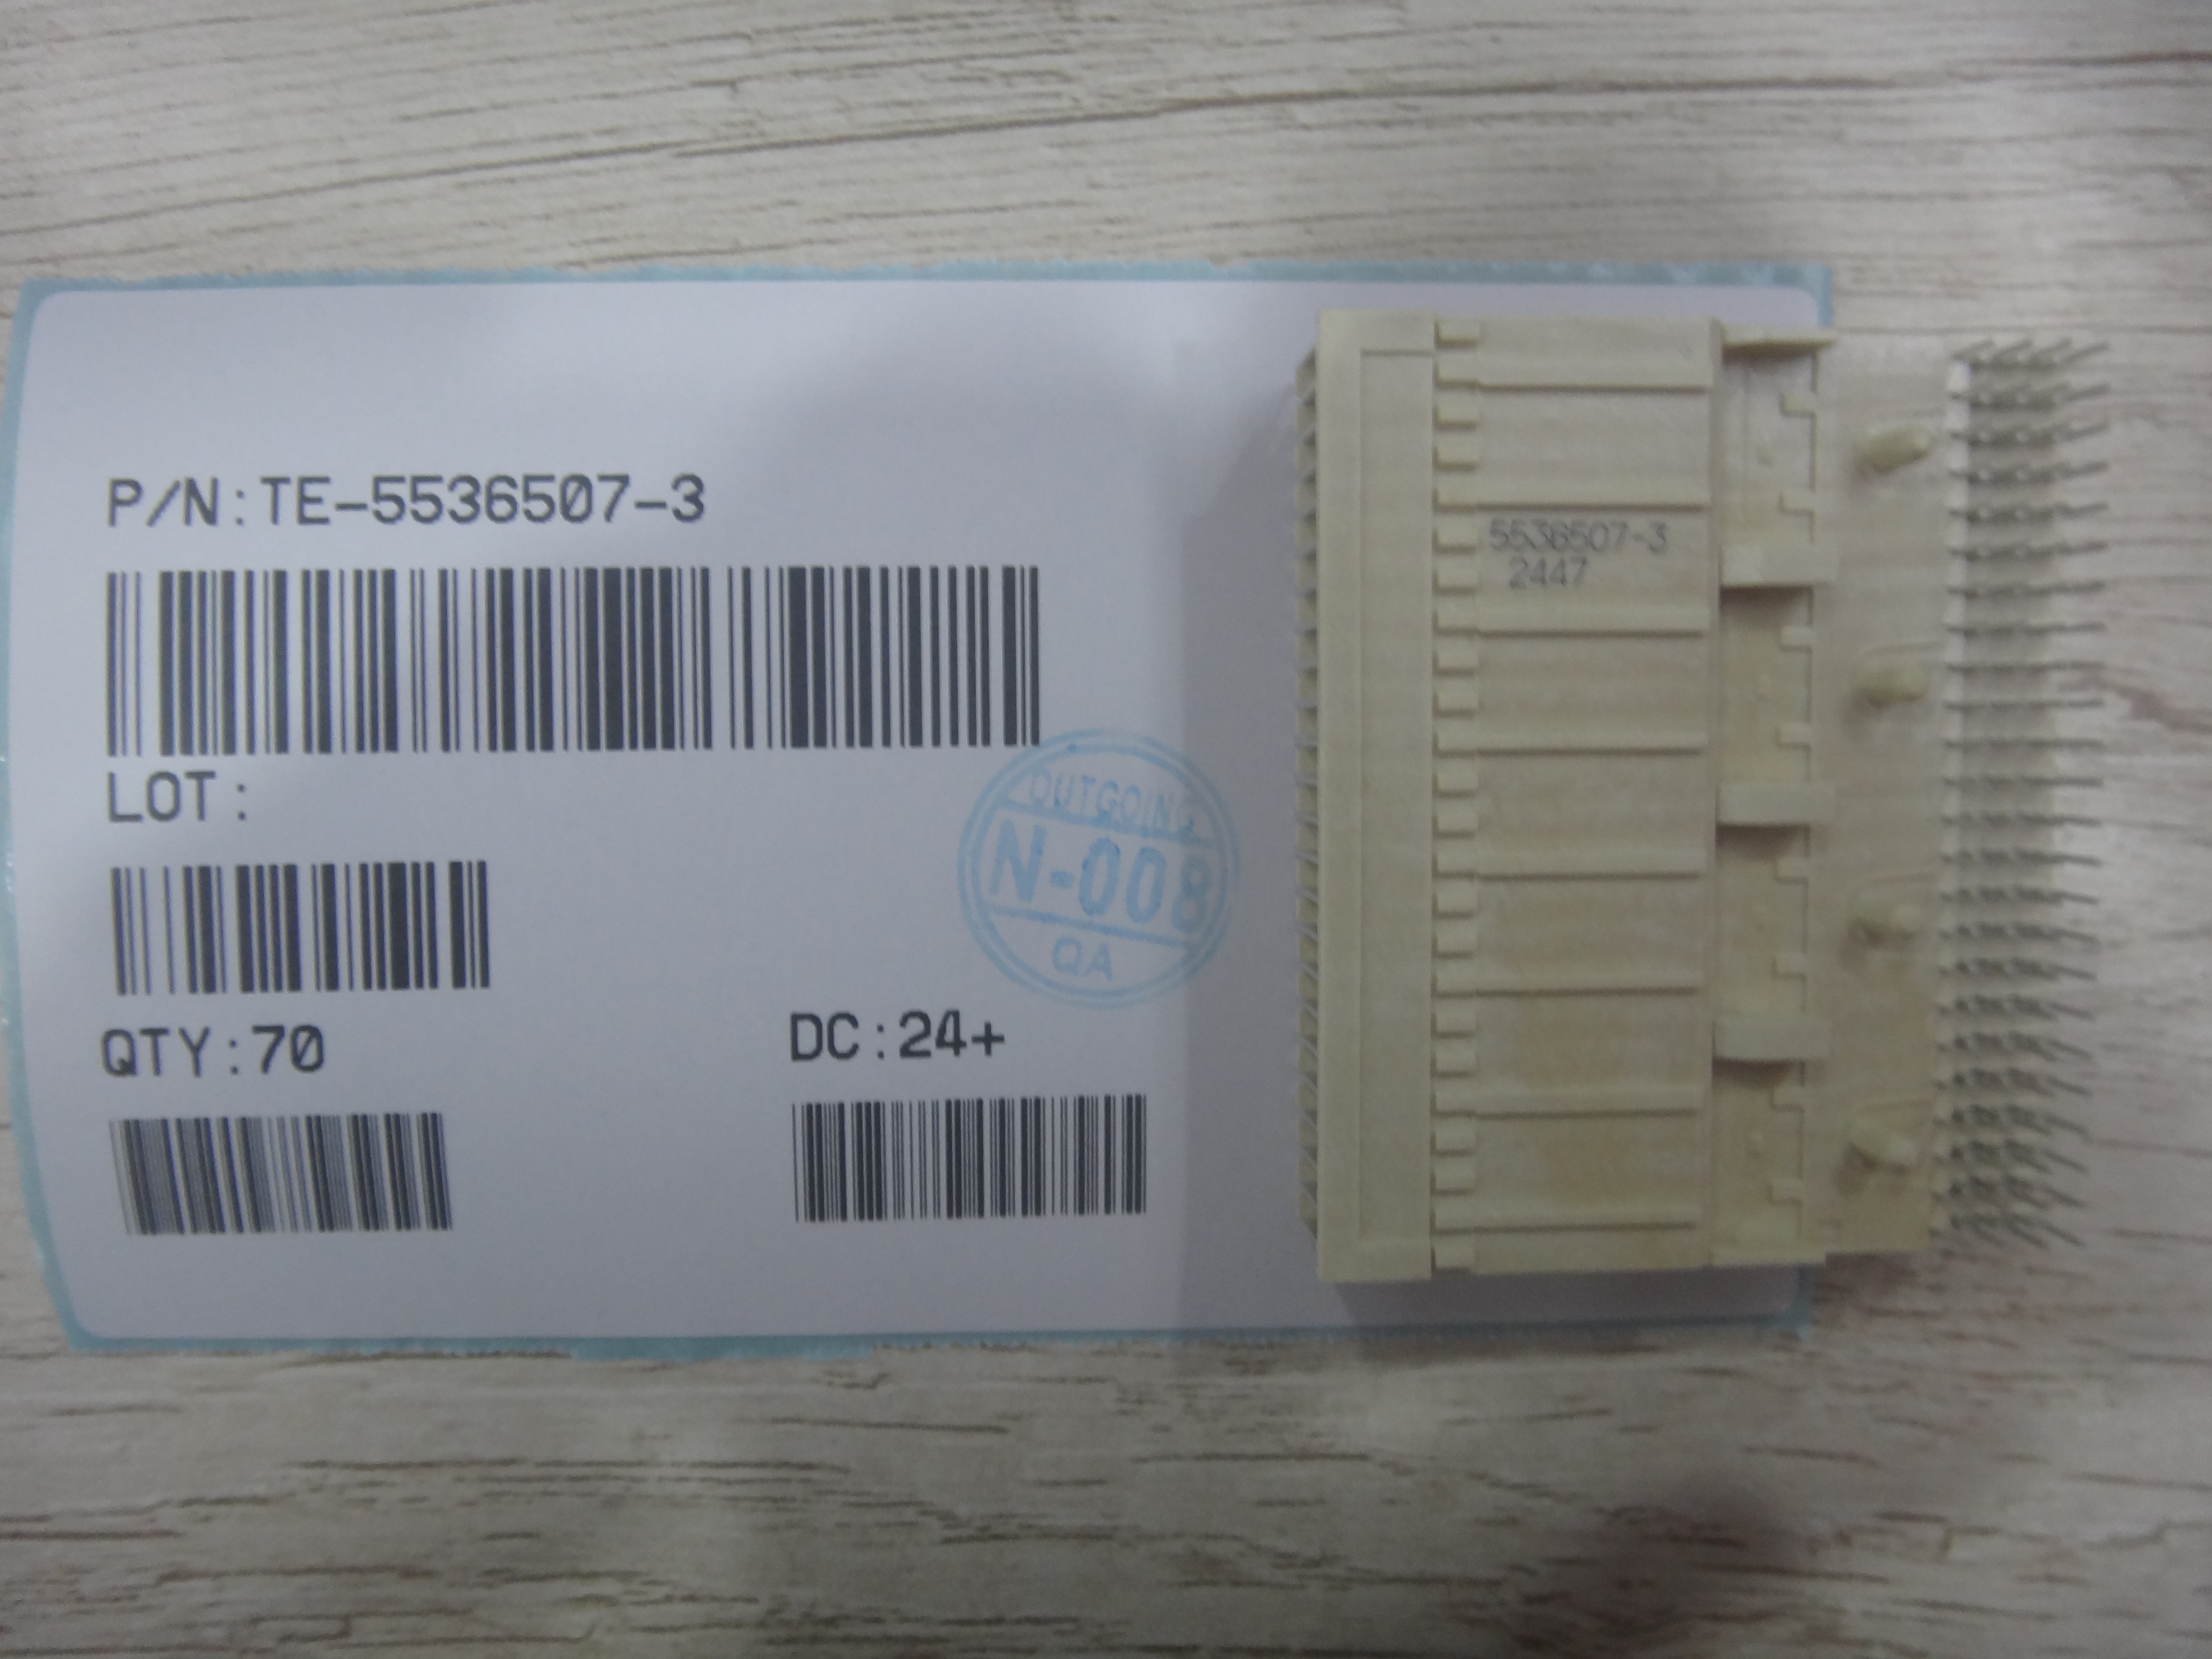 P/N:TE-5536507-3
LOT:
QTY:70
DC:24+
OUTGOING
N-008
QA
5536507-3
2447